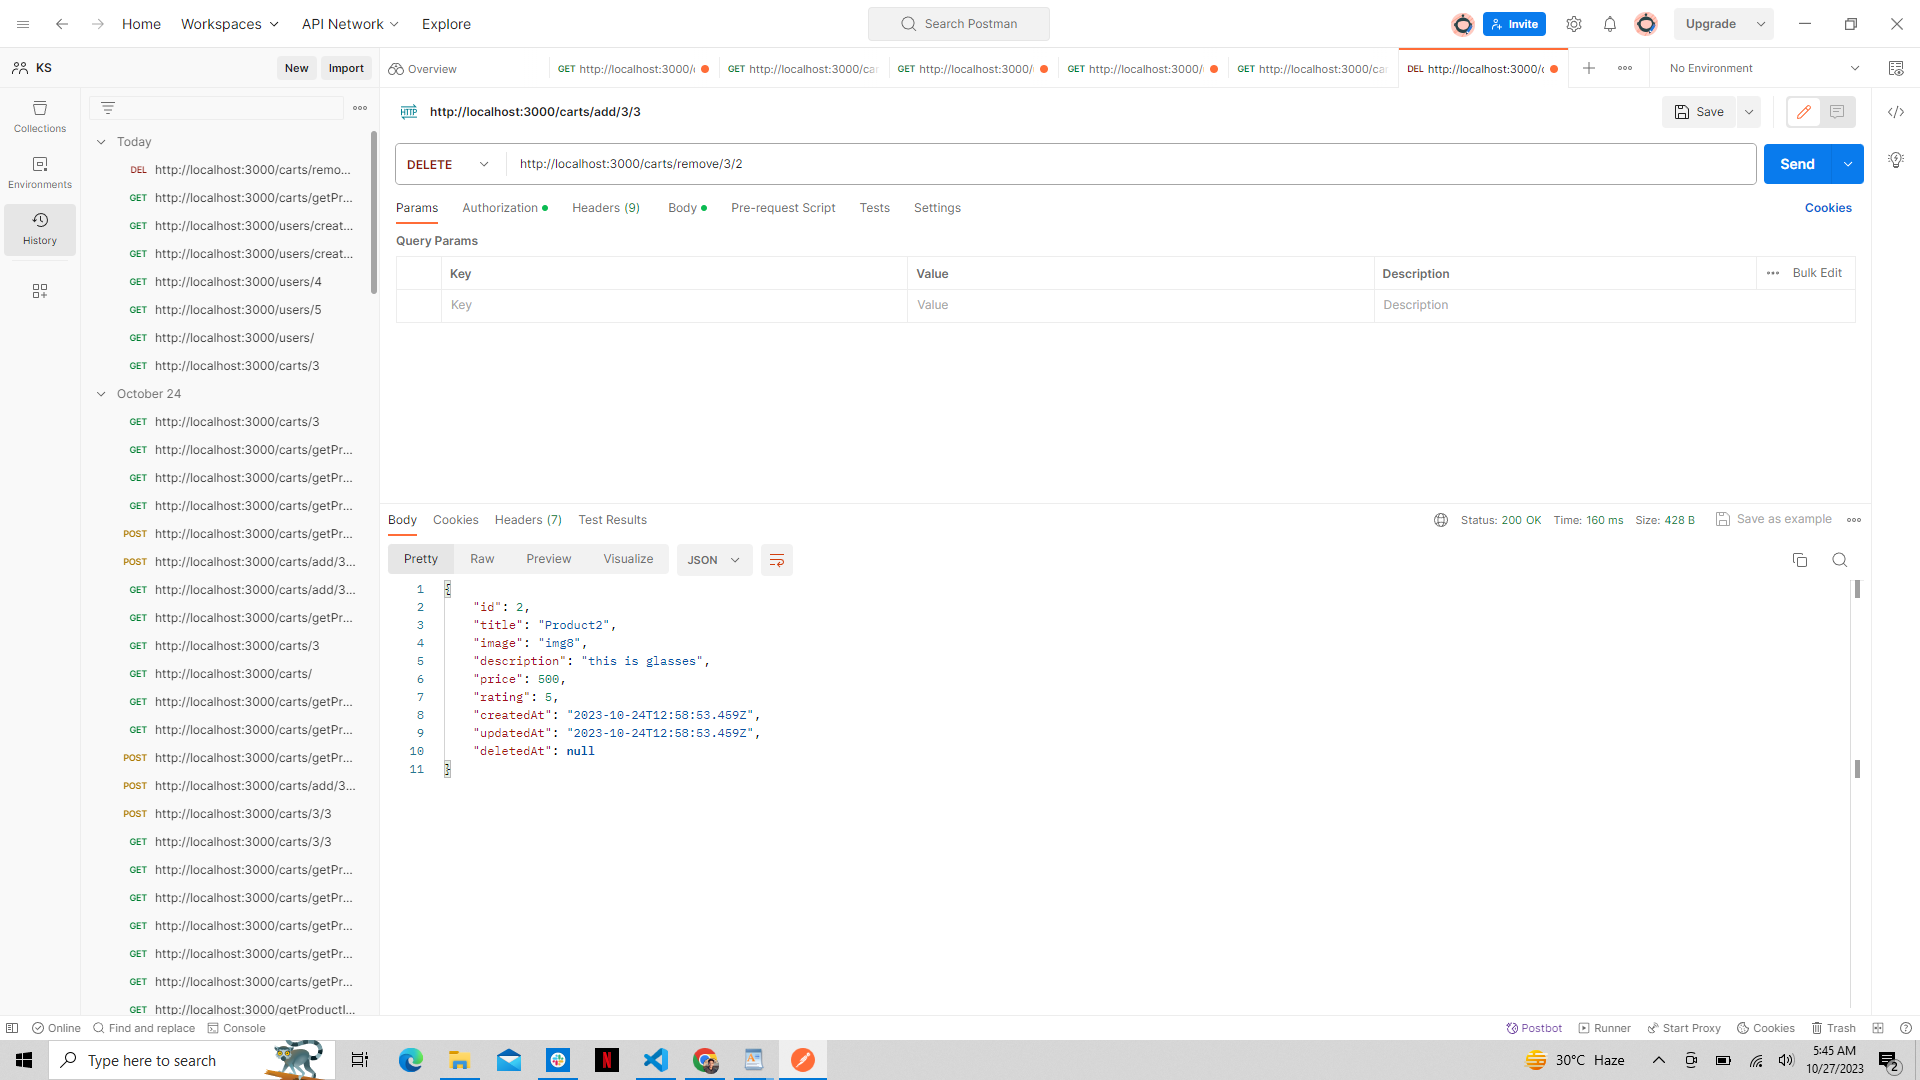 Home Workspaces API Network Explore Search Postman Invite Upgrade
KS New Import Overview GET http://localhost:3000/ GET http://localhost:3000/car GET http://localhost:3000/ GET http://localhost:3000/ GET http://localhost:3000/ca DEL http://localhost:3000/ No Environment
Collections
Environments
History
Today
DEL http://localhost:3000/carts/remo...
GET http://localhost:3000/carts/getPr...
GET http://localhost:3000/users/creat...
GET http://localhost:3000/users/creat...
GET http://localhost:3000/users/4
GET http://localhost:3000/users/5
GET http://localhost:3000/users/
GET http://localhost:3000/carts/3
October 24
GET http://localhost:3000/carts/3
GET http://localhost:3000/carts/getPr...
GET http://localhost:3000/carts/getPr...
GET http://localhost:3000/carts/getPr...
POST http://localhost:3000/carts/getPr...
POST http://localhost:3000/carts/add/3...
GET http://localhost:3000/carts/add/3...
GET http://localhost:3000/carts/getPr...
GET http://localhost:3000/carts/3
GET http://localhost:3000/carts/
GET http://localhost:3000/carts/getPr...
GET http://localhost:3000/carts/getPr...
POST http://localhost:3000/carts/getPr...
POST http://localhost:3000/carts/add/3...
POST http://localhost:3000/carts/3/3
GET http://localhost:3000/carts/3/3
GET http://localhost:3000/carts/getPr...
GET http://localhost:3000/carts/getPr...
GET http://localhost:3000/carts/getPr...
GET http://localhost:3000/carts/getPr...
GET http://localhost:3000/carts/getPr...
GET http://localhost:3000/getProductI...
HTTP http://localhost:3000/carts/add/3/3 Save
DELETE http://localhost:3000/carts/remove/3/2 Send
Params Authorization Headers (9) Body Pre-request Script Tests Settings Cookies
Query Params
Key Value Description Bulk Edit
Key Value Description
Body Cookies Headers (7) Test Results Status: 200 OK Time: 160 ms Size: 428 B Save as example
Pretty Raw Preview Visualize JSON
1 {
2 "id": 2,
3 "title": "Product2",
4 "image": "img8",
5 "description": "this is glasses",
6 "price": 500,
7 "rating": 5,
8 "createdAt": "2023-10-24T12:58:53.459Z",
9 "updatedAt": "2023-10-24T12:58:53.459Z",
10 "deletedAt": null
11 }
Online Find and replace Console Postbot Runner Start Proxy Cookies Trash
Type here to search 30°C Haze 5:45 AM
10/27/2023 2